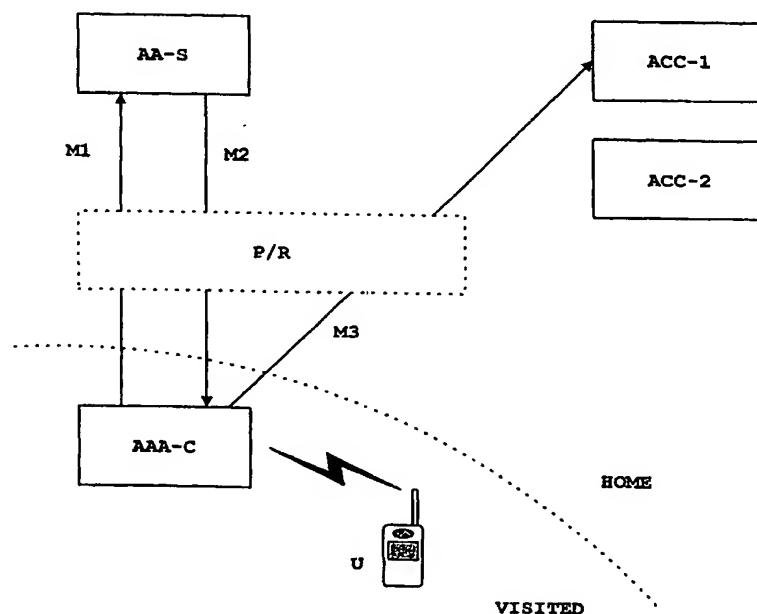 AA-S
ACC-1
M1
M2
ACC-2
P/R
M3
AAA-C
HOME
U
VISITED